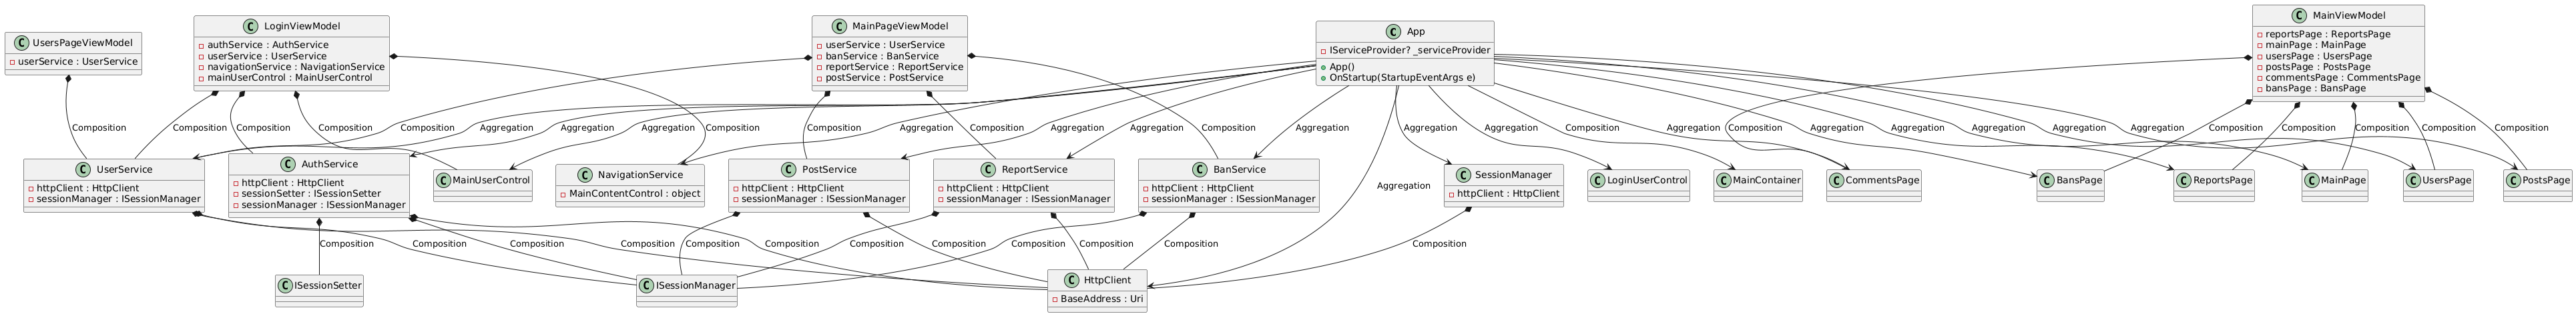 C UsersPageViewModel
userService : UserService
C LoginViewModel
authService : AuthService
userService : UserService
navigationService : NavigationService
mainUserControl : MainUserControl
C MainPageViewModel
userService : UserService
banService : BanService
reportService : ReportService
postService : PostService
C App
IServiceProvider? _serviceProvider
App()
OnStartup(StartupEventArgs e)
C MainViewModel
reportsPage : ReportsPage
mainPage : MainPage
usersPage : UsersPage
postsPage : PostsPage
commentsPage : CommentsPage
bansPage : BansPage
Composition
Composition
Composition
Composition
Composition
Composition
Composition
Composition
Composition
Aggregation
Aggregation
Aggregation
Aggregation
Aggregation
Aggregation
Aggregation
Aggregation
Aggregation
Composition
Aggregation
Composition
Aggregation
Aggregation
Aggregation
Aggregation
Aggregation
Composition
Composition
Composition
Composition
Composition
C UserService
httpClient : HttpClient
sessionManager : ISessionManager
C AuthService
httpClient : HttpClient
sessionSetter : ISessionSetter
sessionManager : ISessionManager
C MainUserControl
C NavigationService
MainContentControl : object
C PostService
httpClient : HttpClient
sessionManager : ISessionManager
C ReportService
httpClient : HttpClient
sessionManager : ISessionManager
C BanService
httpClient : HttpClient
sessionManager : ISessionManager
Aggregation
C SessionManager
httpClient : HttpClient
C LoginUserControl
C MainContainer
C CommentsPage
C BansPage
C ReportsPage
C MainPage
C UsersPage
C PostsPage
Composition
Composition
Composition
Composition
Composition
Composition
Composition
Composition
Composition
Composition
Composition
Composition
C ISessionSetter
C ISessionManager
C HttpClient
BaseAddress : Uri